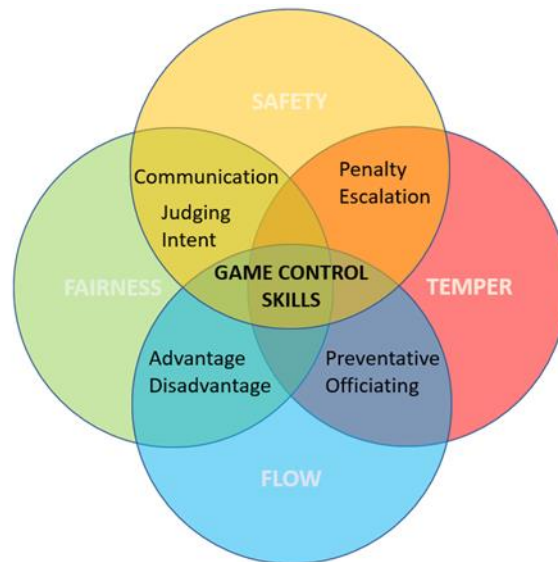 SAFETY
Communication
Judging
Intent
Penalty
Escalation
FAIRNESS
GAME CONTROL
SKILLS
TEMPER
Advantage
Disadvantage
Preventative
Officiating
FLOW